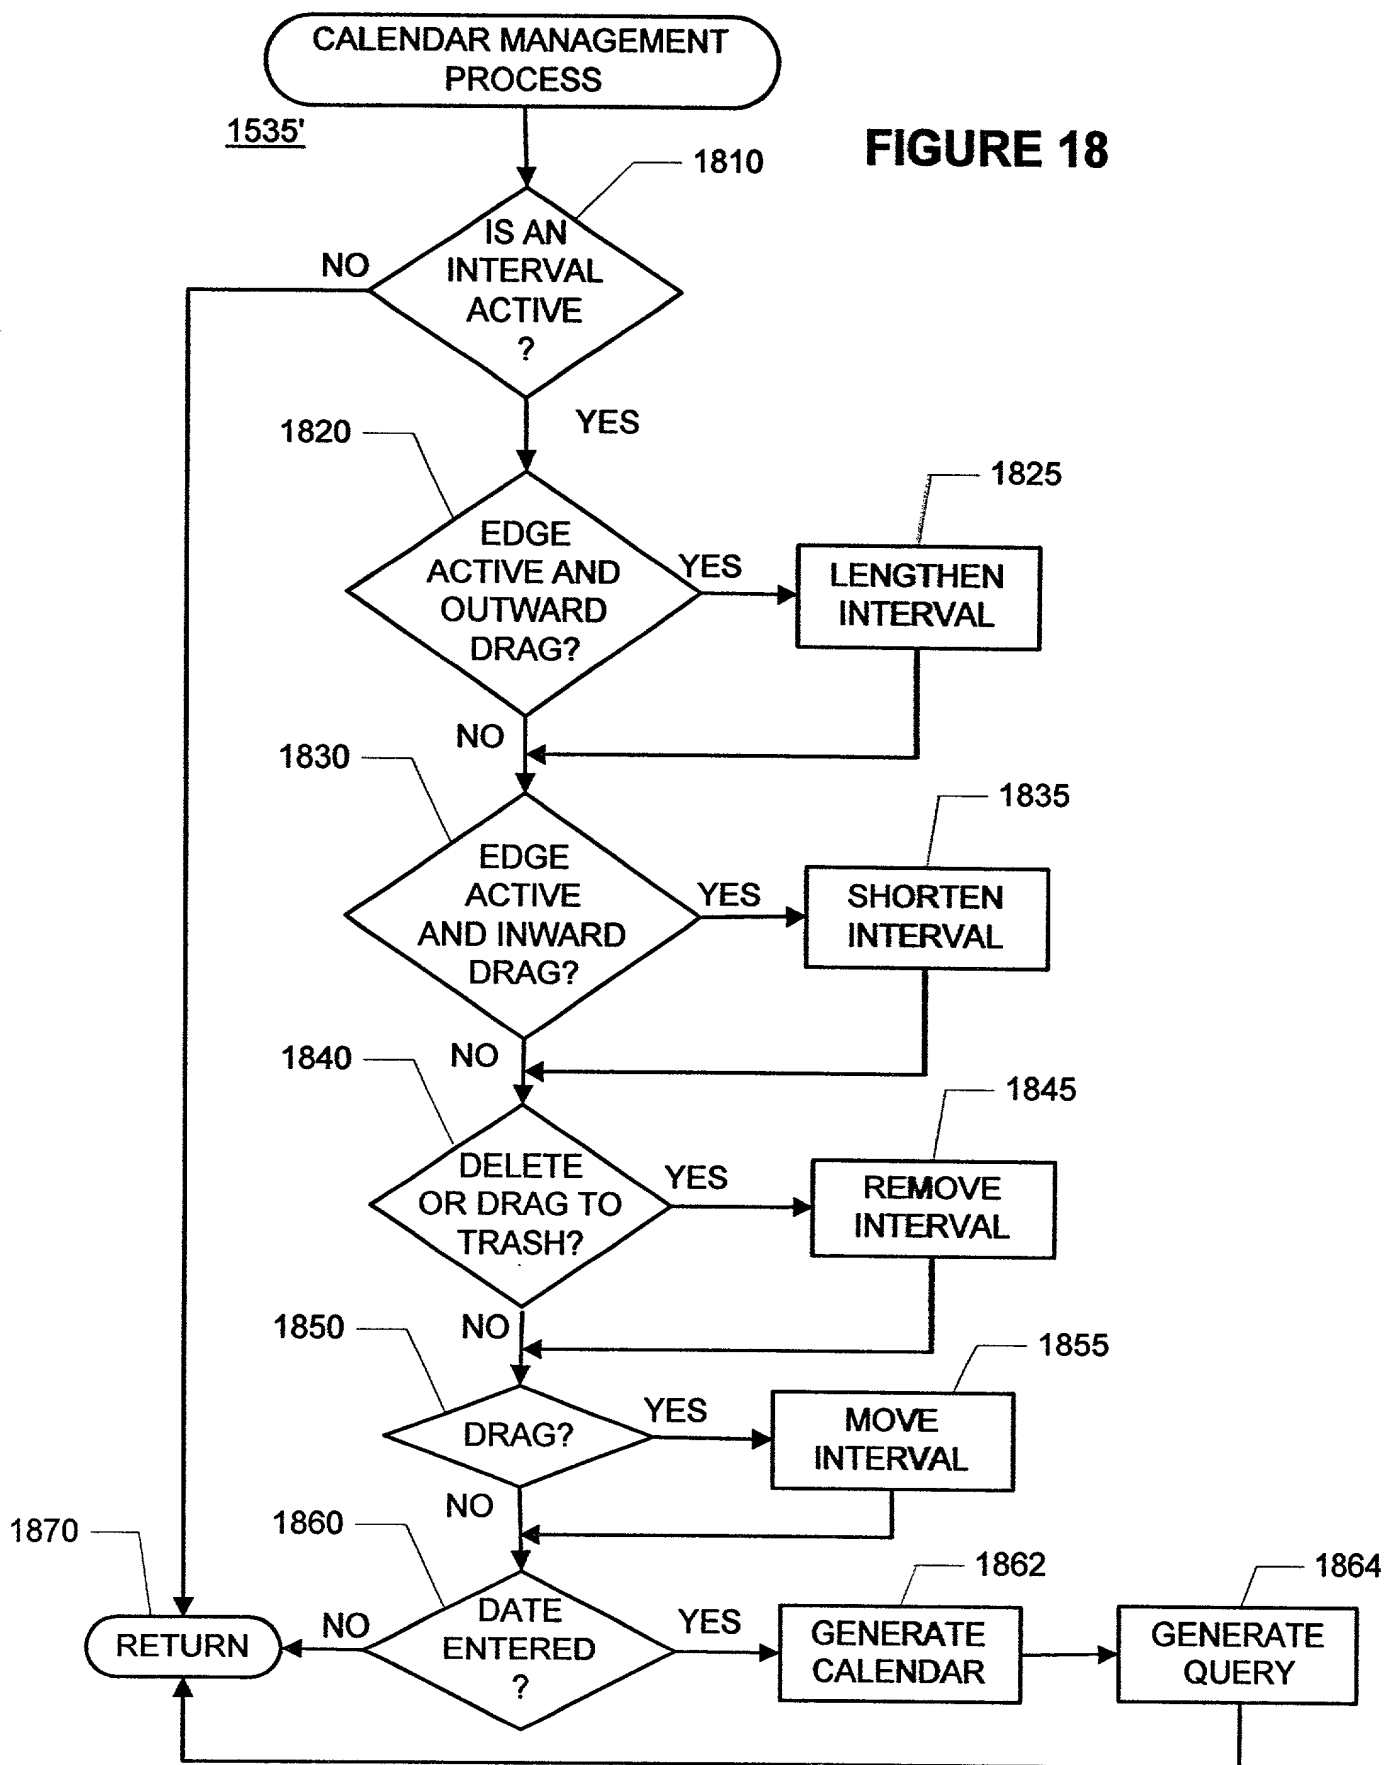 CALENDAR MANAGEMENT
PROCESS
1535'
FIGURE 18
1810
IS AN
INTERVAL
ACTIVE
?
NO
YES
1820
EDGE
ACTIVE AND
OUTWARD
DRAG?
YES
1825
LENGTHEN
INTERVAL
NO
1830
EDGE
ACTIVE
AND INWARD
DRAG?
YES
1835
SHORTEN
INTERVAL
NO
1840
DELETE
OR DRAG TO
TRASH?
YES
1845
REMOVE
INTERVAL
NO
1850
DRAG?
YES
1855
MOVE
INTERVAL
NO
1860
DATE
ENTERED
?
NO
1870
RETURN
YES
1862
GENERATE
CALENDAR
1864
GENERATE
QUERY